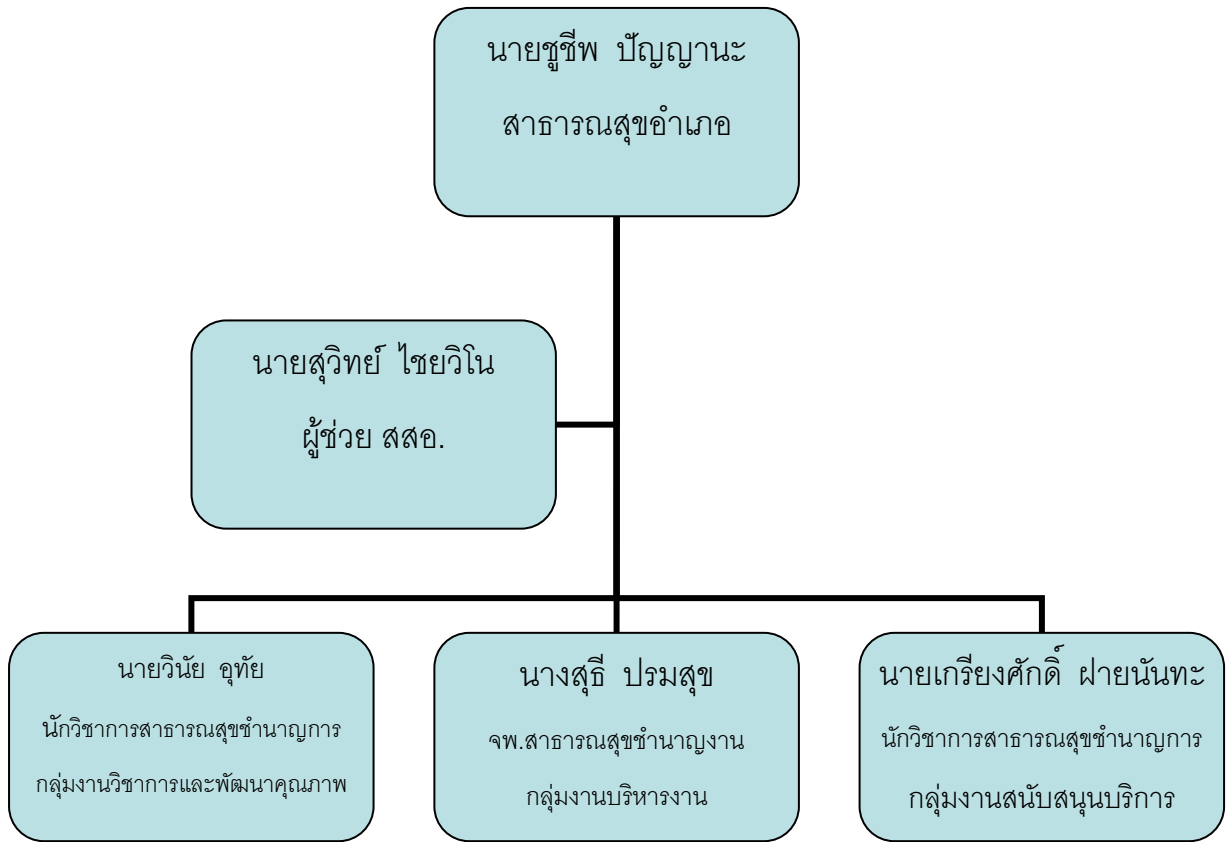 นายชูชีพ ปัญญานะ
สาธารณสุขอำเภอ
นายสุวิทย์ ไชยวิโน
ผู้ช่วย สสอ.
นายวินัย อุทัย
นักวิชาการสาธารณสุขชำนาญการ
กลุ่มงานวิชาการและพัฒนาคุณภาพ
นางสุธี ปรมสุข
จพ.สาธารณสุขชำนาญงาน
กลุ่มงานบริหารงาน
นายเกรียงศักดิ์ ฝายนันทะ
นักวิชาการสาธารณสุขชำนาญการ
กลุ่มงานสนับสนุนบริการ